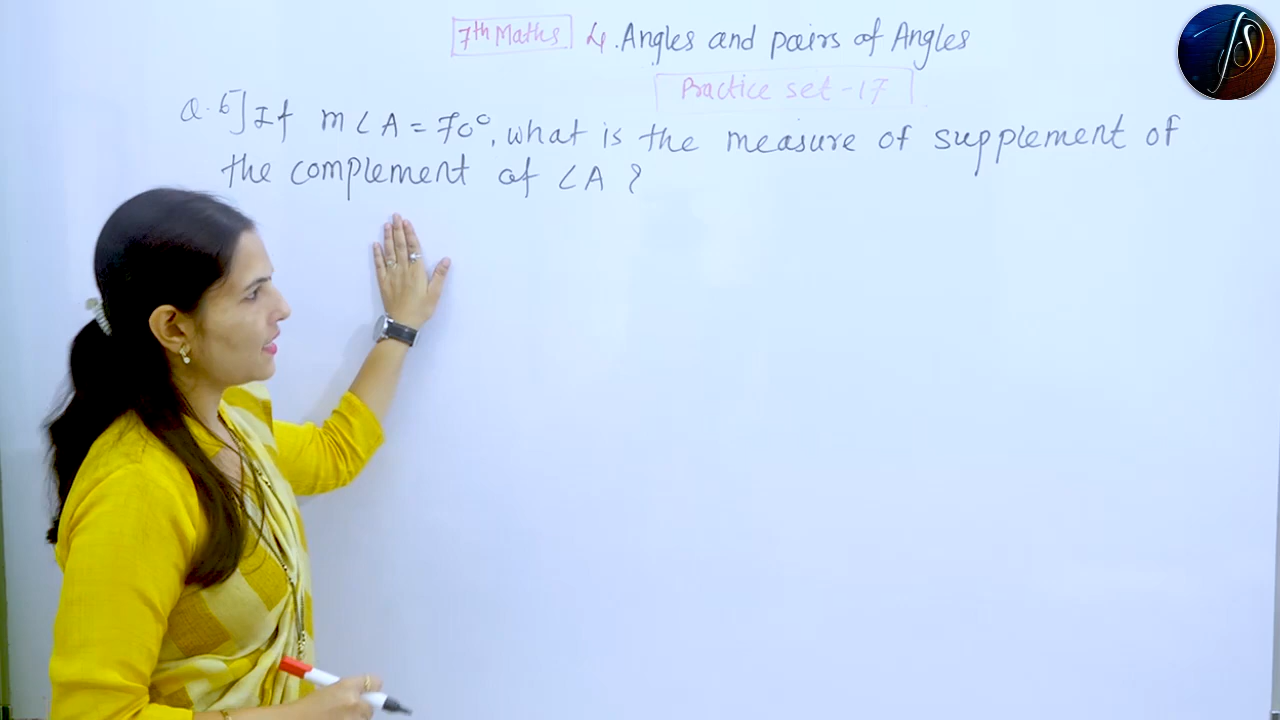 7th Maths 4. Angles and pairs of Angles
Practice set-17
Q.6] If m∠A = 70°, what is the measure of supplement of
the complement of ∠A ?